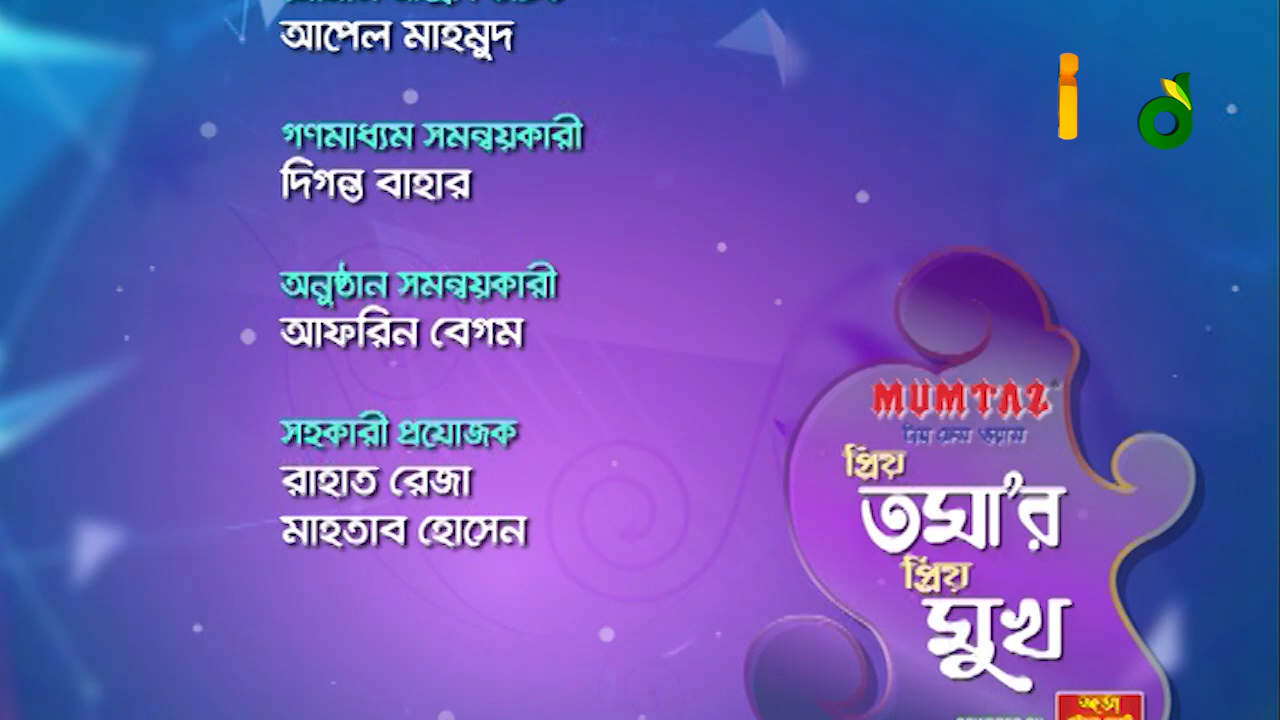 আপেল মাহমুদ
গণমাধ্যম সমন্বয়কারী
দিগন্ত বাহার
অনুষ্ঠান সমন্বয়কারী
আফরিন বেগম
সহকারী প্রযোজক
রাহাত রেজা
মাহতাব হোসেন
MUMTAZ
প্রিয়
তমা'র
প্রিয়
মুখ